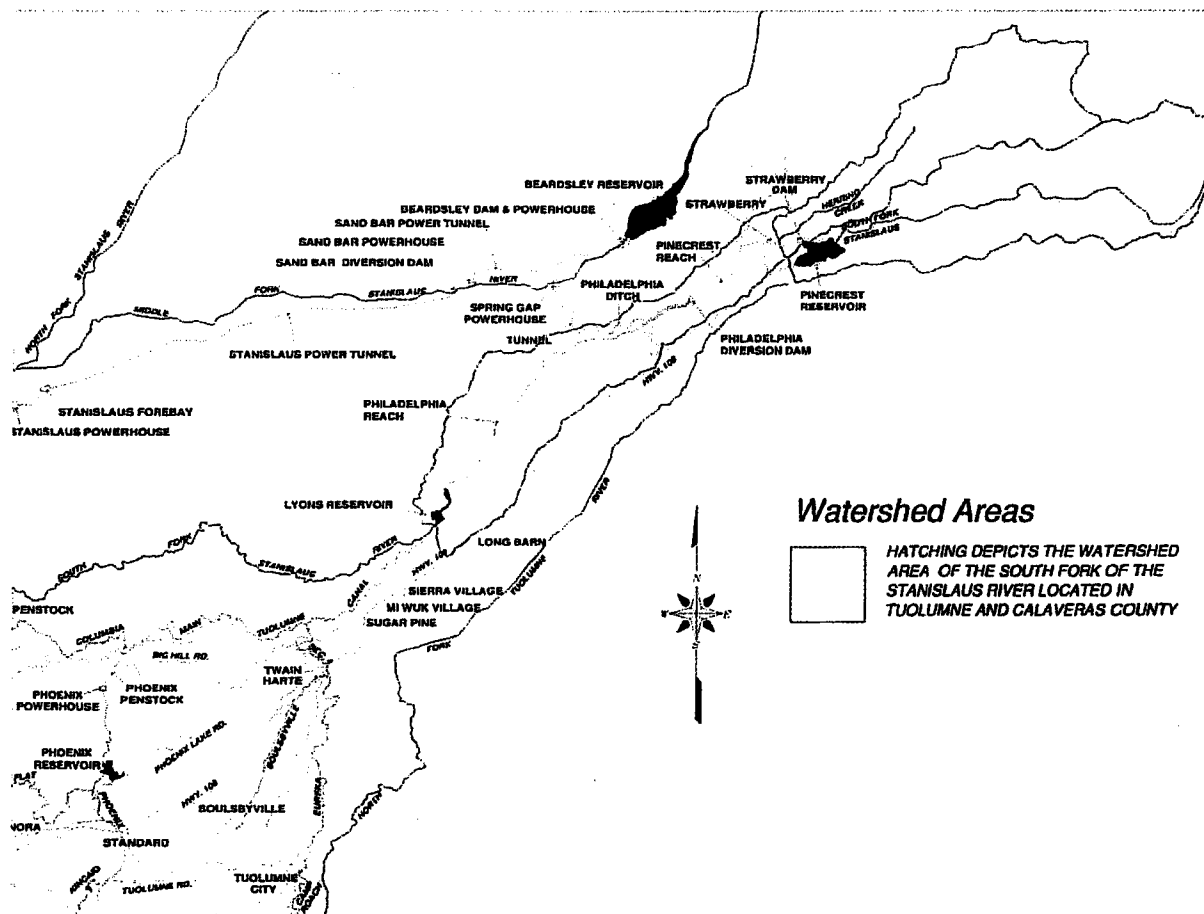 BEARDSLEY RESERVOIR
STRAWBERRY
DAM
STRAWBERRY
HERRING
CREEK
SOUTH FORK
STANISLAUS
BEARDSLEY DAM & POWERHOUSE
SAND BAR POWER TUNNEL
SAND BAR POWERHOUSE
SAND BAR DIVERSION DAM
PINECREST
REACH
PINECREST
RESERVOIR
PHILADELPHIA
DITCH
MIDDLE
FORK
STANISLAUS
RIVER
NORTH FORK
STANISLAUS RIVER
SPRING GAP
POWERHOUSE
TUNNEL
PHILADELPHIA
DIVERSION DAM
HWY. 108
STANISLAUS POWER TUNNEL
STANISLAUS FOREBAY
STANISLAUS POWERHOUSE
PHILADELPHIA
REACH
LYONS RESERVOIR
LONG BARN
SOUTH
FORK
STANISLAUS
RIVER
HWY. 108
CANAL
RIVER
TUOLUMNE
FORK
NORTH
SIERRA VILLAGE
MI WUK VILLAGE
SUGAR PINE
Watershed Areas
HATCHING DEPICTS THE WATERSHED
AREA OF THE SOUTH FORK OF THE
STANISLAUS RIVER LOCATED IN
TUOLUMNE AND CALAVERAS COUNTY
N
E
S
W
PENSTOCK
COLUMBIA
MAIN
TUOLUMNE
BIG HILL RD.
TWAIN
HARTE
PHOENIX
POWERHOUSE
PHOENIX
PENSTOCK
PHOENIX
RESERVOIR
PHOENIX LAKE RD.
SOULSBYVILLE
HWY. 108
SOULSBYVILLE
EUREKA
FLAT
PHOENIX
NORA
STANDARD
KINCAID
TUOLUMNE RD.
TUOLUMNE
CITY
ROACH